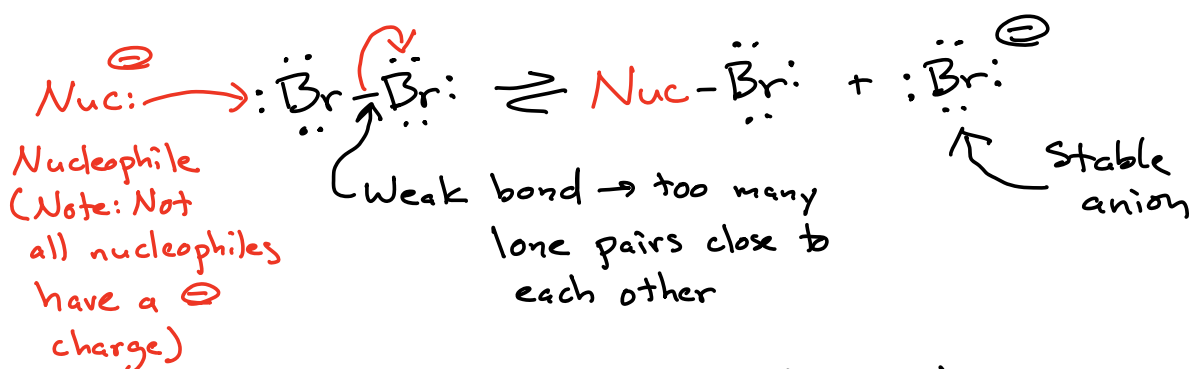 ⊖ ⊖
Nuc: → :Br–Br: ⇌ Nuc–Br: + :Br:
Nucleophile
(Note: Not
all nucleophiles
have a ⊖
charge)
Weak bond → too many
lone pairs close to
each other
Stable
anion